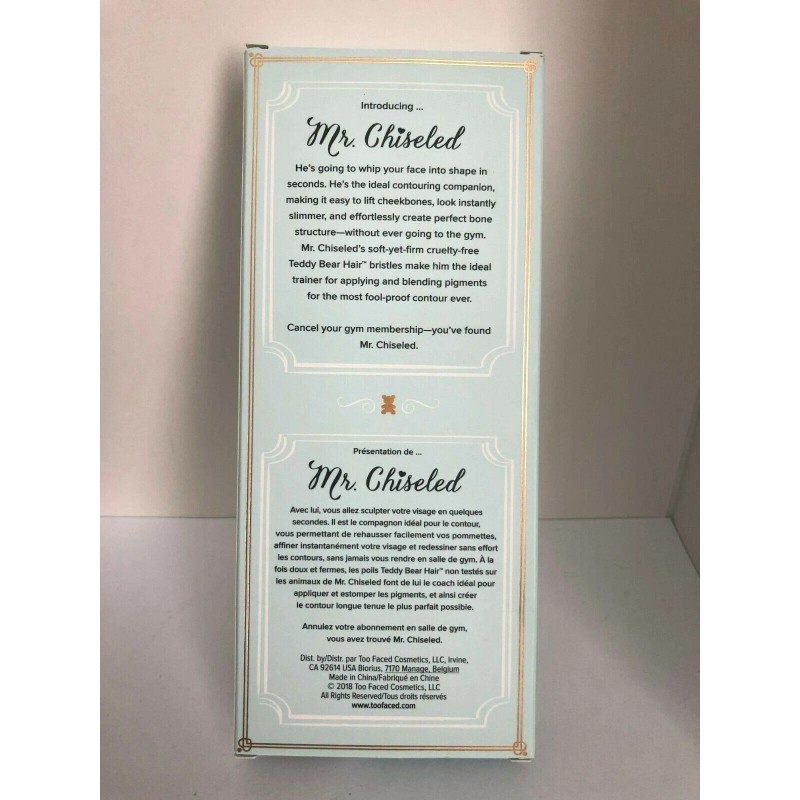 Introducing ...
Mr. Chiseled
He's going to whip your face into shape in
seconds. He's the ideal contouring companion,
making it easy to lift cheekbones, look instantly
slimmer, and effortlessly create perfect bone
structure—without ever going to the gym.
Mr. Chiseled's soft-yet-firm cruelty-free
Teddy Bear Hair™ bristles make him the ideal
trainer for applying and blending pigments
for the most fool-proof contour ever.
Cancel your gym membership—you've found
Mr. Chiseled.
Présentation de ...
Mr. Chiseled
Avec lui, vous allez sculpter votre visage en quelques
secondes. Il est le compagnon idéal pour le contour,
vous permettant de rehausser facilement vos pommettes,
affiner instantanément votre visage et redessiner sans effort
les contours, sans jamais vous rendre en salle de gym. À la
fois doux et fermes, les poils Teddy Bear Hair™ non testés sur
les animaux de Mr. Chiseled font de lui le coach idéal pour
appliquer et estomper les pigments, et ainsi créer
le contour longue tenue le plus parfait possible.
Annulez votre abonnement en salle de gym,
vous avez trouvé Mr. Chiseled.
Dist. by/Distr. par Too Faced Cosmetics, LLC, Irvine,
CA 92614 USA Biorius, 7170 Manage, Belgium
Made in China/Fabriqué en Chine
© 2018 Too Faced Cosmetics, LLC
All Rights Reserved/Tous droits réservés
www.toofaced.com